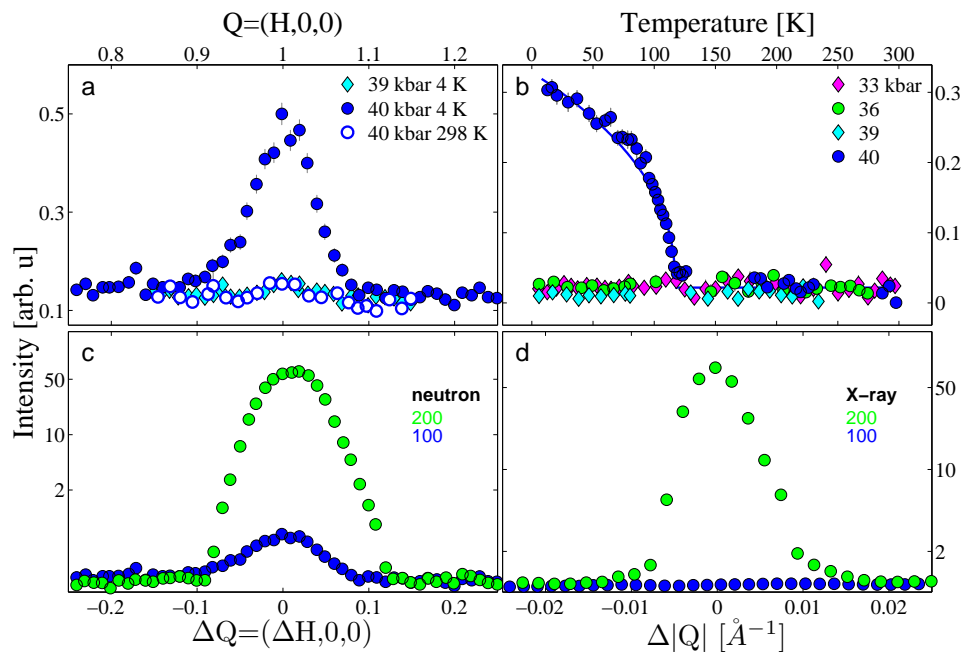 Q=(H,0,0)
Temperature [K]
0.8 0.9 1 1.1 1.2
0 50 100 150 200 250 300
a
39 kbar 4 K
40 kbar 4 K
40 kbar 298 K
0.5
0.3
0.1
b
33 kbar
36
39
40
0.3
0.2
0.1
0
Intensity [arb. u]
c
neutron
200
100
50
10
2
d
X−ray
200
100
50
10
2
−0.2 −0.1 0 0.1 0.2
−0.02 −0.01 0 0.01 0.02
ΔQ=(ΔH,0,0)
Δ|Q| [Å⁻¹]